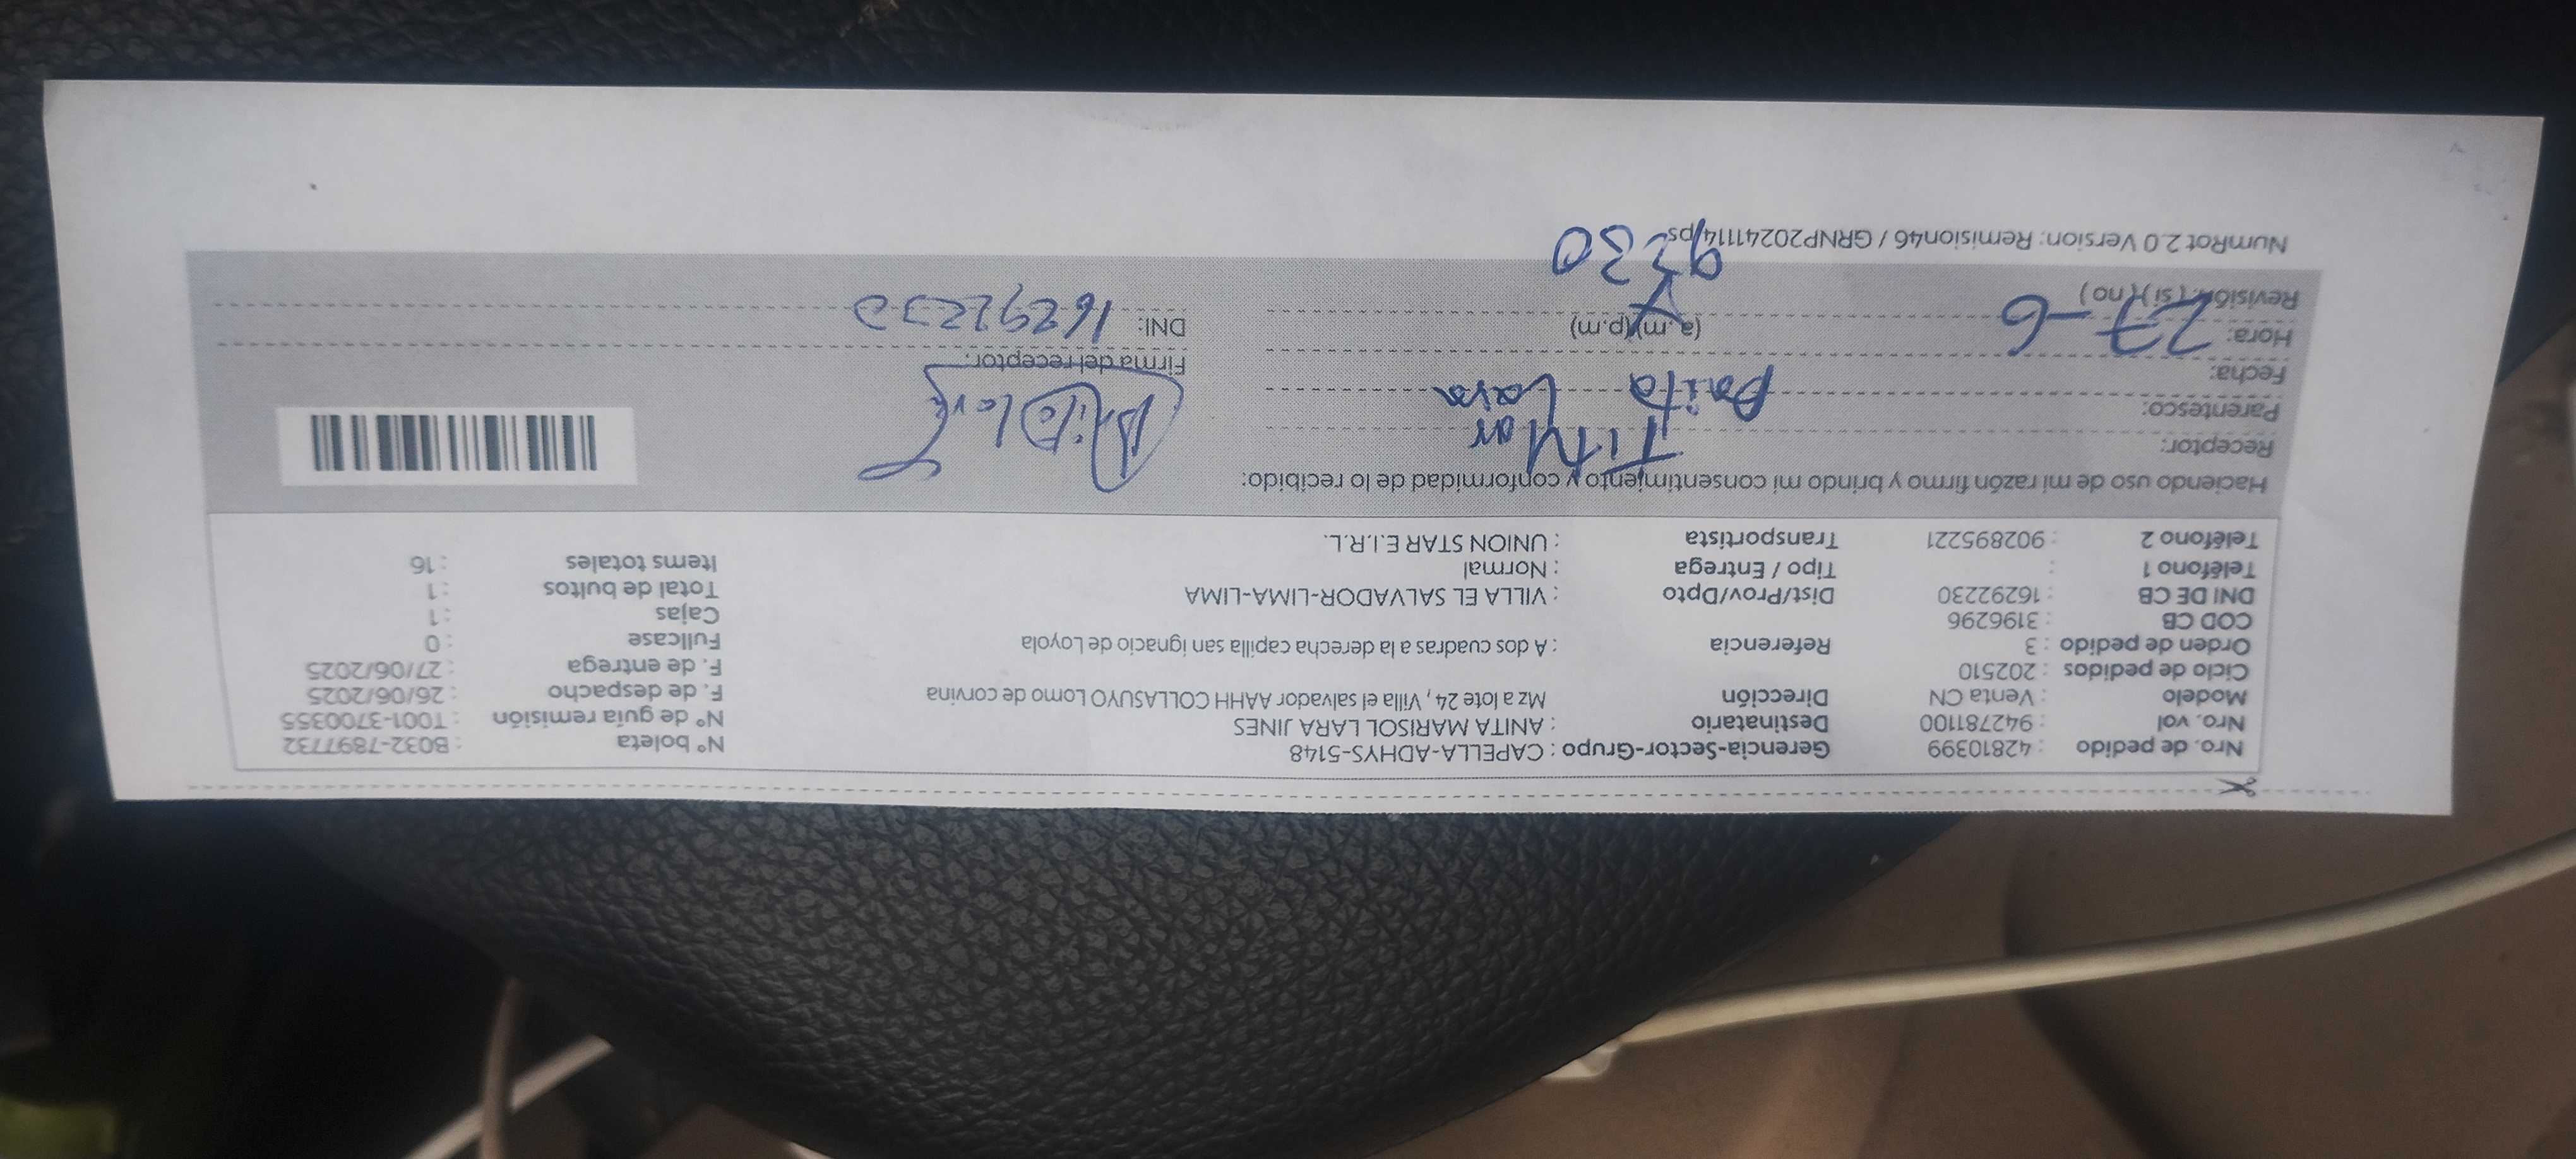 Nro. de pedido : 42810399 Gerencia-Sector-Grupo : CAPELLA-ADHYS-5148 N° boleta : B032-7897732
Nro. vol : 942781100 Destinatario : ANITA MARISOL LARA JINES N° de guía remisión : T001-3700355
Modelo : Venta CN Dirección Mz a lote 24 , Villa el salvador AAHH COLLASUYO Lomo de corvina F. de despacho : 26/06/2025
Ciclo de pedidos : 202510 F. de entrega : 27/06/2025
Orden de pedido : 3 Referencia : A dos cuadras a la derecha capilla san ignacio de Loyola Fullcase : 0
COD CB : 3196296 Cajas : 1
DNI DE CB : 16292230 Dist/Prov/Dpto : VILLA EL SALVADOR-LIMA-LIMA Total de bultos : 1
Teléfono 1 : Tipo / Entrega : Normal Items totales : 16
Teléfono 2 : 902895221 Transportista : UNION STAR E.I.R.L.
Haciendo uso de mi razón firmo y brindo mi consentimiento y conformidad de lo recibido:
Receptor: Titular
Parentesco: Anita Lara
Fecha: Firma del receptor:
Hora: 27-6 (a.m)(p.m) DNI: 16292230
Revisión: ( si )( no )
9:30
NumRot 2.0 Version: Remision46 / GRNP20241114/ps